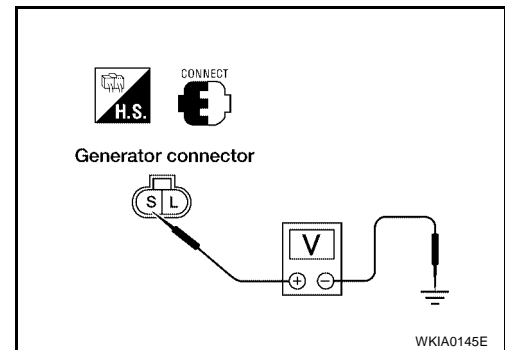 CONNECT
H.S.
Generator connector
S L
V
+ −
WKIA0145E